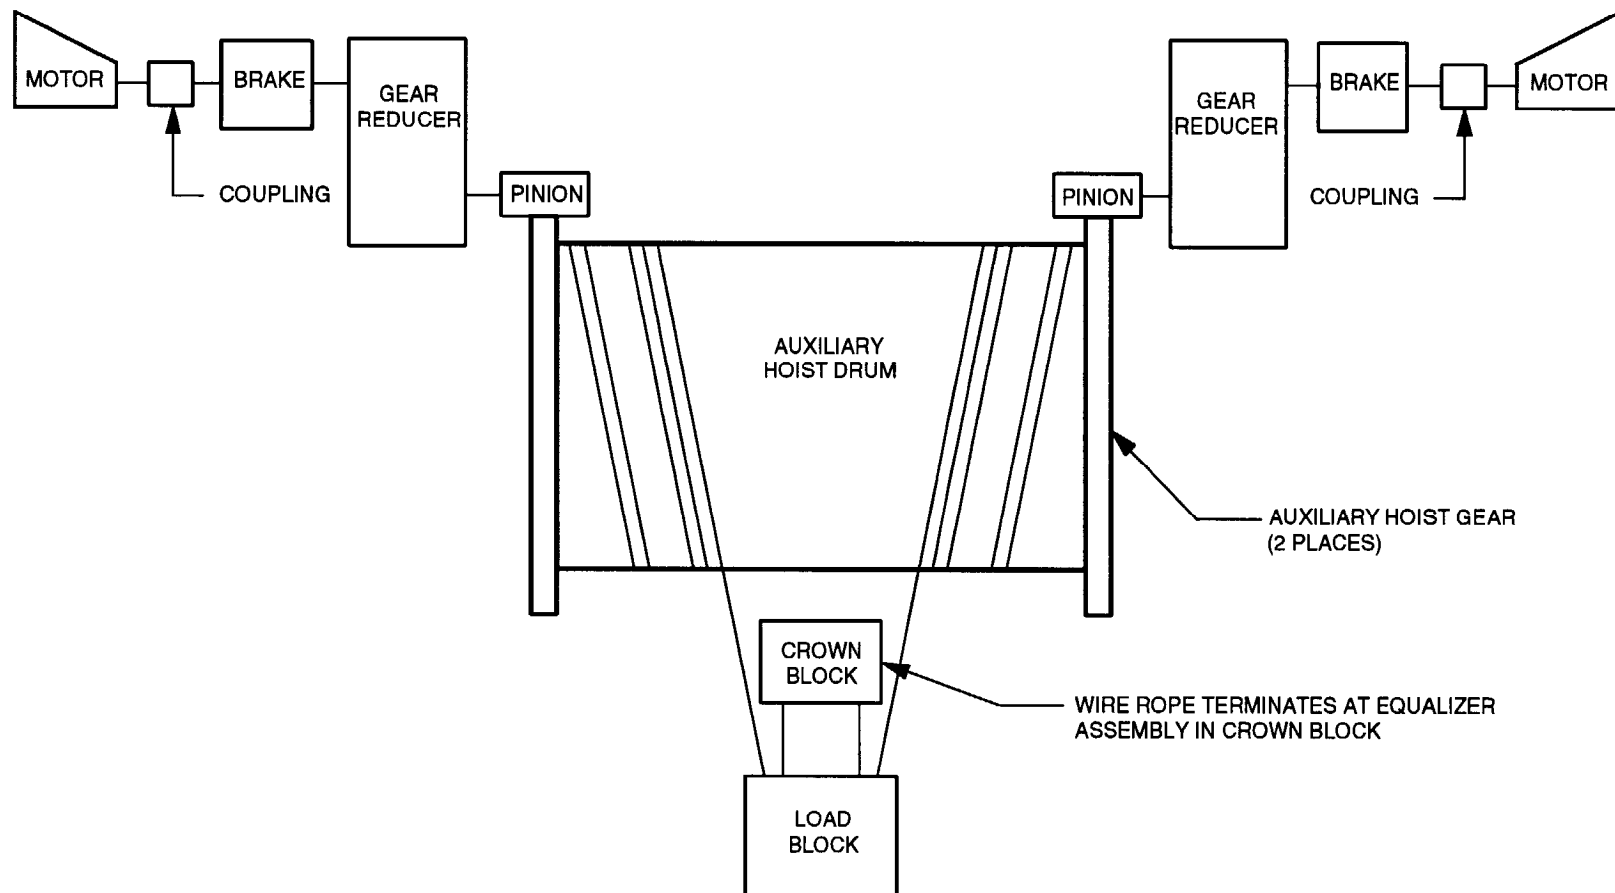 MOTOR
BRAKE
GEAR
REDUCER
COUPLING
PINION
GEAR
REDUCER
BRAKE
MOTOR
PINION
COUPLING
AUXILIARY
HOIST DRUM
AUXILIARY HOIST GEAR
(2 PLACES)
CROWN
BLOCK
WIRE ROPE TERMINATES AT EQUALIZER
ASSEMBLY IN CROWN BLOCK
LOAD
BLOCK